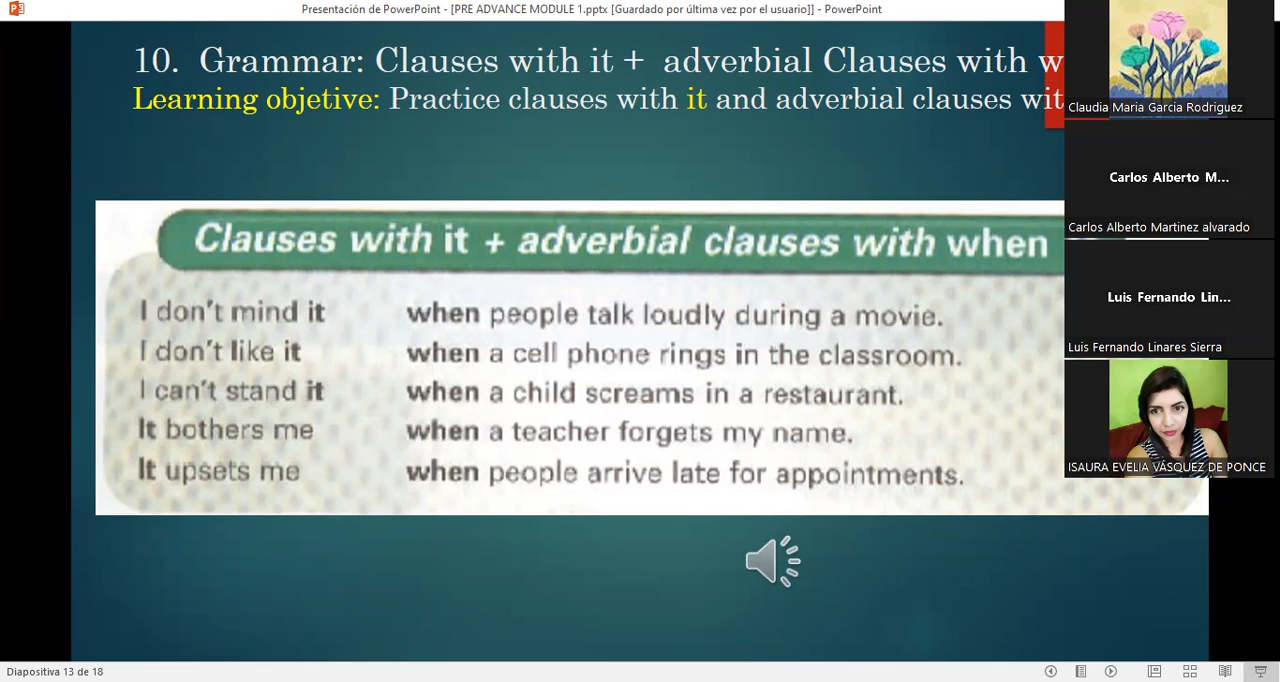 Presentación de PowerPoint - [PRE ADVANCE MODULE 1.pptx [Guardado por última vez por el usuario]] - PowerPoint
10. Grammar: Clauses with it + adverbial Clauses with w
Learning objetive: Practice clauses with it and adverbial clauses wit
Clauses with it + adverbial clauses with when
I don't mind it when people talk loudly during a movie.
I don't like it when a cell phone rings in the classroom.
I can't stand it when a child screams in a restaurant.
It bothers me when a teacher forgets my name.
It upsets me when people arrive late for appointments.
Claudia Maria Garcia Rodriguez
Carlos Alberto M...
Carlos Alberto Martinez alvarado
Luis Fernando Lin...
Luis Fernando Linares Sierra
ISAURA EVELIA VÁSQUEZ DE PONCE
Diapositiva 13 de 18